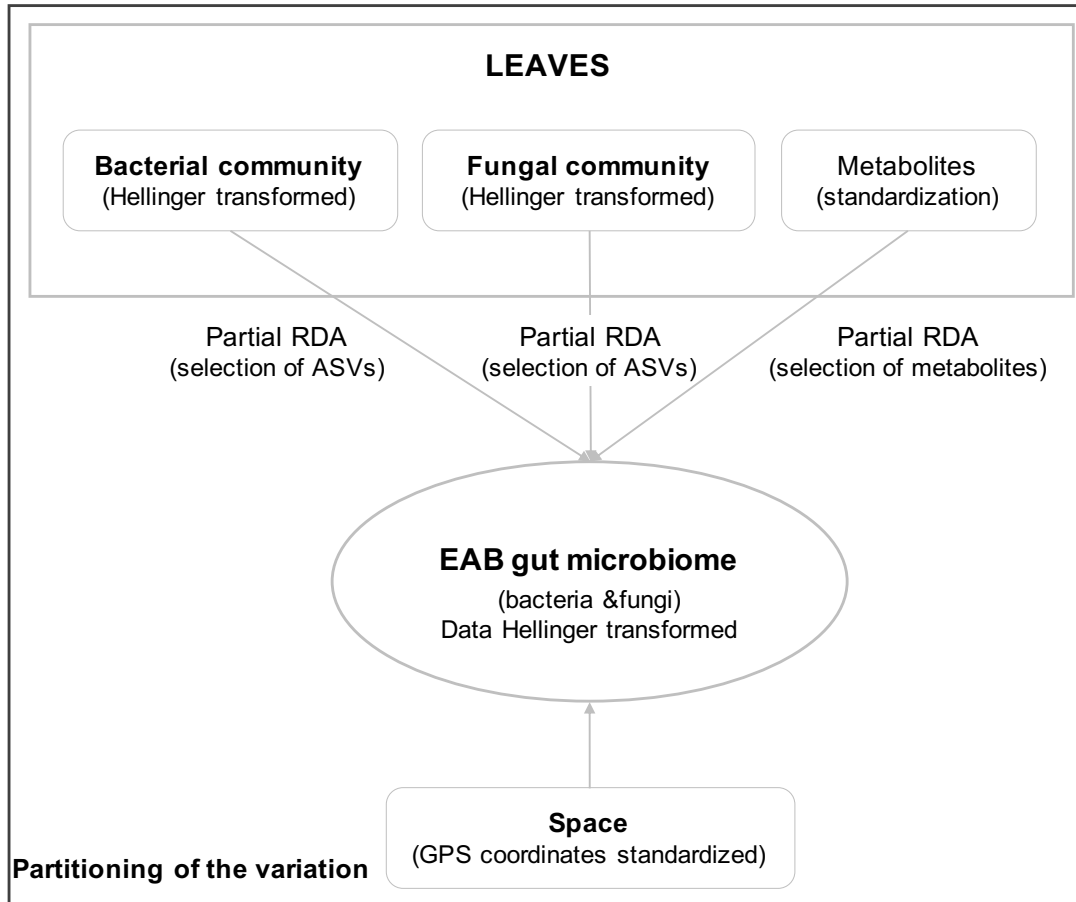 LEAVES
Bacterial community
(Hellinger transformed)
Fungal community
(Hellinger transformed)
Metabolites
(standardization)
Partial RDA
(selection of ASVs)
Partial RDA
(selection of ASVs)
Partial RDA
(selection of metabolites)
EAB gut microbiome
(bacteria &fungi)
Data Hellinger transformed
Space
(GPS coordinates standardized)
Partitioning of the variation